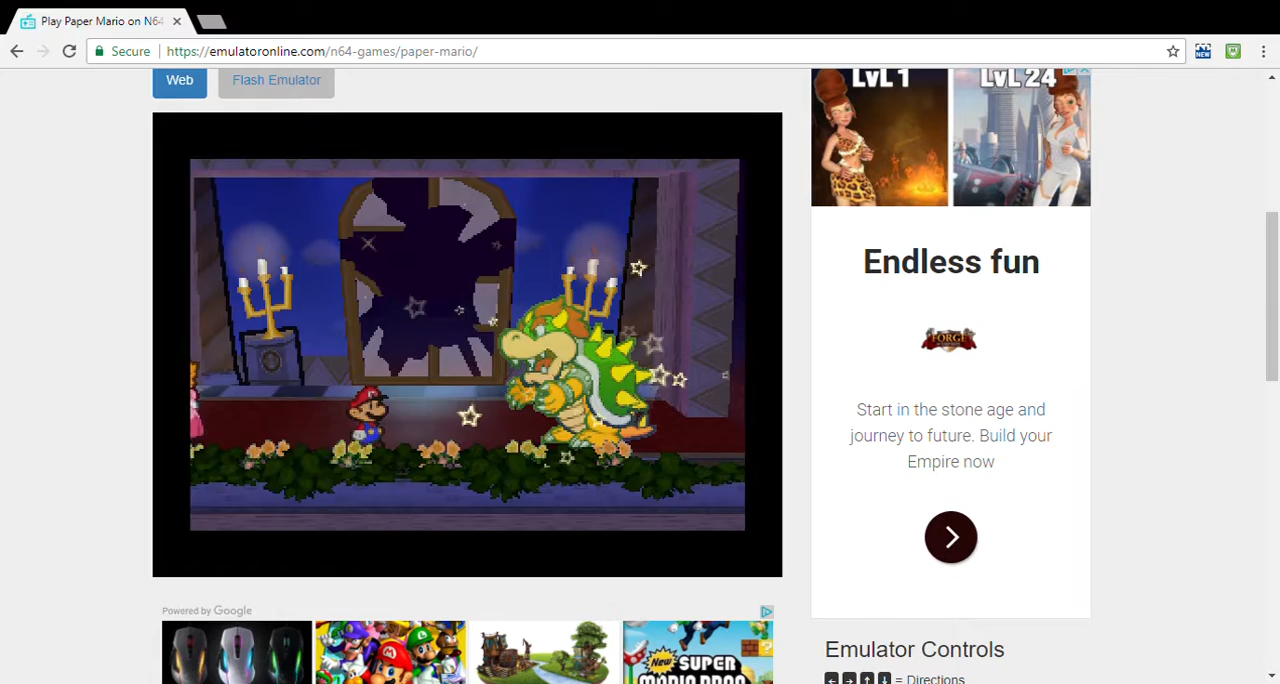 Play Paper Mario on N64
Secure
https://emulatoronline.com/n64-games/paper-mario/
NEW
Web
Flash Emulator
LVL 1
LVL 24
Endless fun
FORGE
Start in the stone age and
journey to future. Build your
Empire now
Powered by Google
New
SUPER
Emulator Controls
= Directions